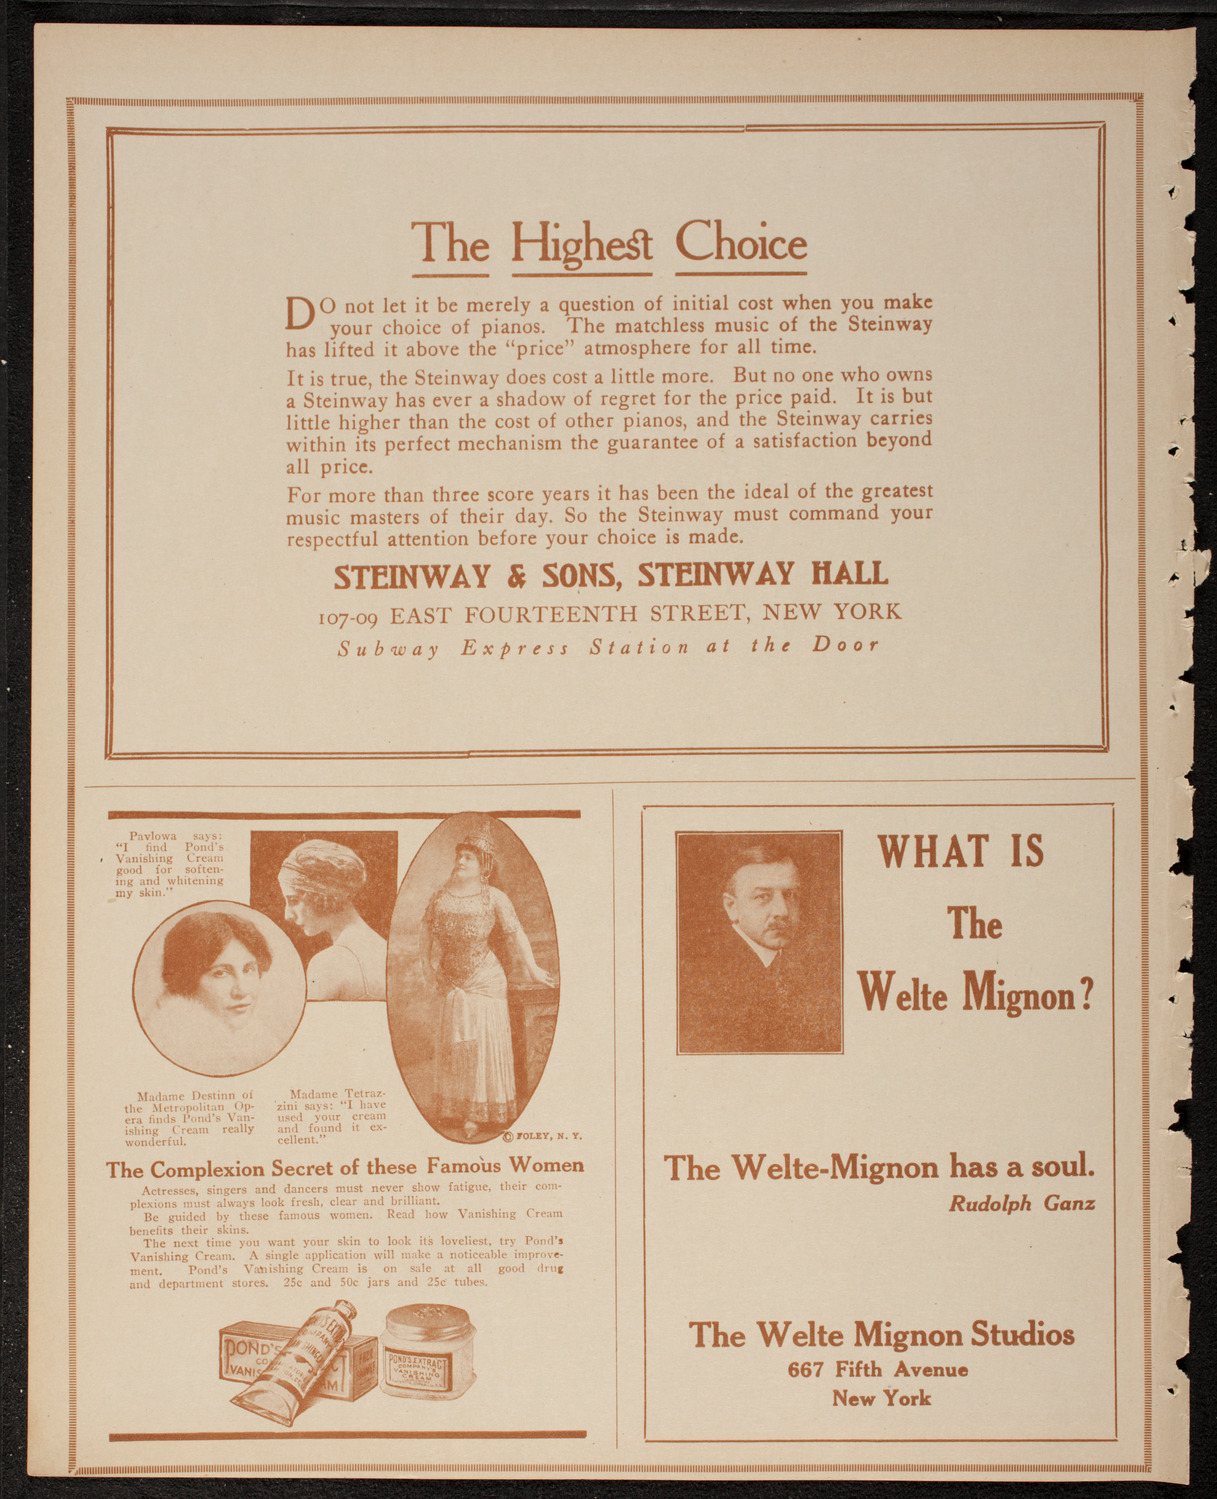 The Highest Choice
DO not let it be merely a question of initial cost when you make
your choice of pianos. The matchless music of the Steinway
has lifted it above the “price” atmosphere for all time.
It is true, the Steinway does cost a little more. But no one who owns
a Steinway has ever a shadow of regret for the price paid. It is but
little higher than the cost of other pianos, and the Steinway carries
within its perfect mechanism the guarantee of a satisfaction beyond
all price.
For more than three score years it has been the ideal of the greatest
music masters of their day. So the Steinway must command your
respectful attention before your choice is made.
STEINWAY & SONS, STEINWAY HALL
107-09 EAST FOURTEENTH STREET, NEW YORK
Subway Express Station at the Door
Pavlowa says:
“I find Pond's
Vanishing Cream
good for soften-
ing and whitening
my skin.”
Madame Destinn of
the Metropolitan Op-
era finds Pond's Van-
ishing Cream really
wonderful.
Madame Tetraz-
zini says: “I have
used your cream
and found it ex-
cellent.”
© FOLEY, N. Y.
The Complexion Secret of these Famous Women
Actresses, singers and dancers must never show fatigue, their com-
plexions must always look fresh, clear and brilliant.
Be guided by these famous women. Read how Vanishing Cream
benefits their skins.
The next time you want your skin to look its loveliest, try Pond's
Vanishing Cream. A single application will make a noticeable improve-
ment. Pond's Vanishing Cream is on sale at all good drug
and department stores. 25c and 50c jars and 25c tubes.
POND'S
CO
VANIS
POND'S EXTRACT
COMPANY'S
VANISHING
CREAM
WHAT IS
The
Welte Mignon?
The Welte-Mignon has a soul.
Rudolph Ganz
The Welte Mignon Studios
667 Fifth Avenue
New York